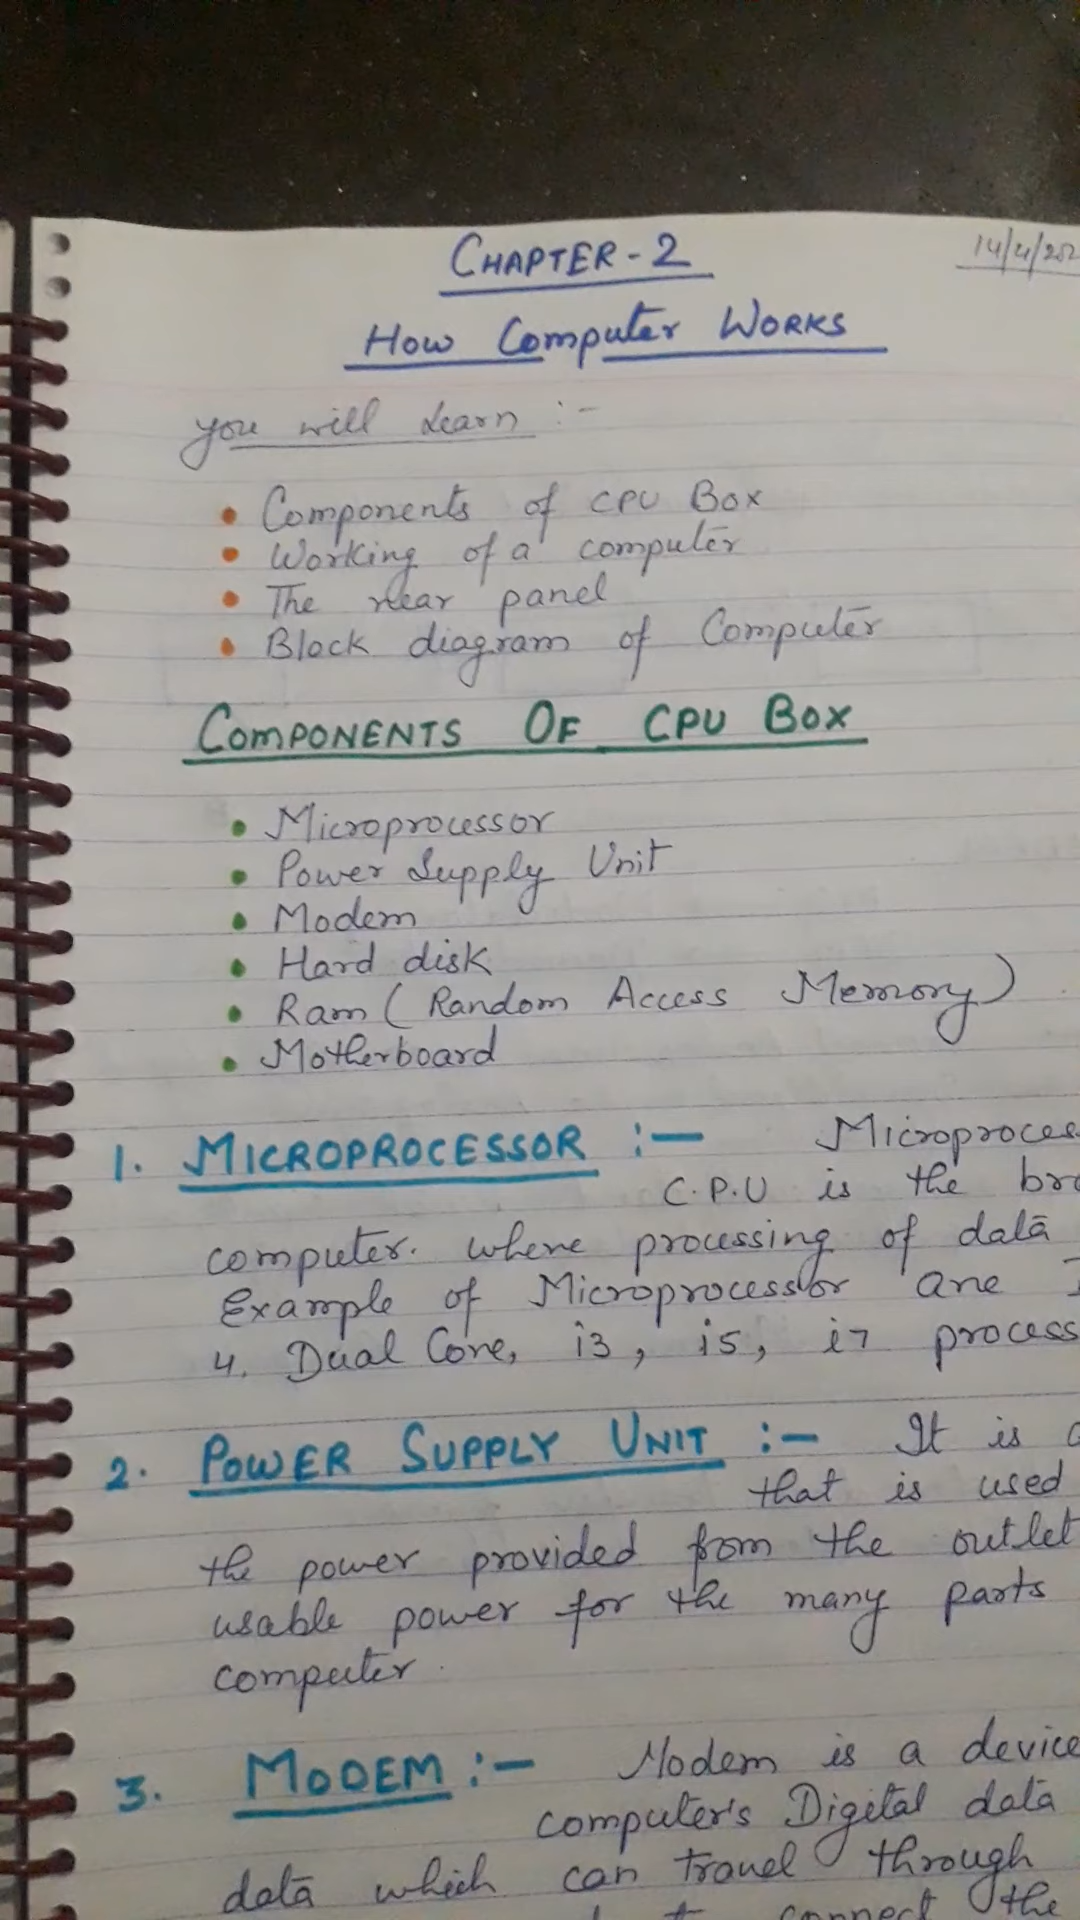 CHAPTER-2
14/4/202
How Computer WORKS
you will learn :-
• Components of CPU Box
• Working of a computer
• The rear panel
• Block diagram of Computer
COMPONENTS OF CPU BOX
• Microprocessor
• Power Supply Unit
• Modem
• Hard disk
• Ram ( Random Access Memory)
• Motherboard
1. MICROPROCESSOR :- Microproces
C.P.U is the bra
computer. where processing of data
Example of Microprocessor are I
4. Dual Core, i3, i5, i7 process
2. POWER SUPPLY UNIT :- It is a
that is used
the power provided from the outlet
usable power for the many parts
computer.
3. MODEM :- Modem is a device
computer's Digital data
data which can travel through
connect the